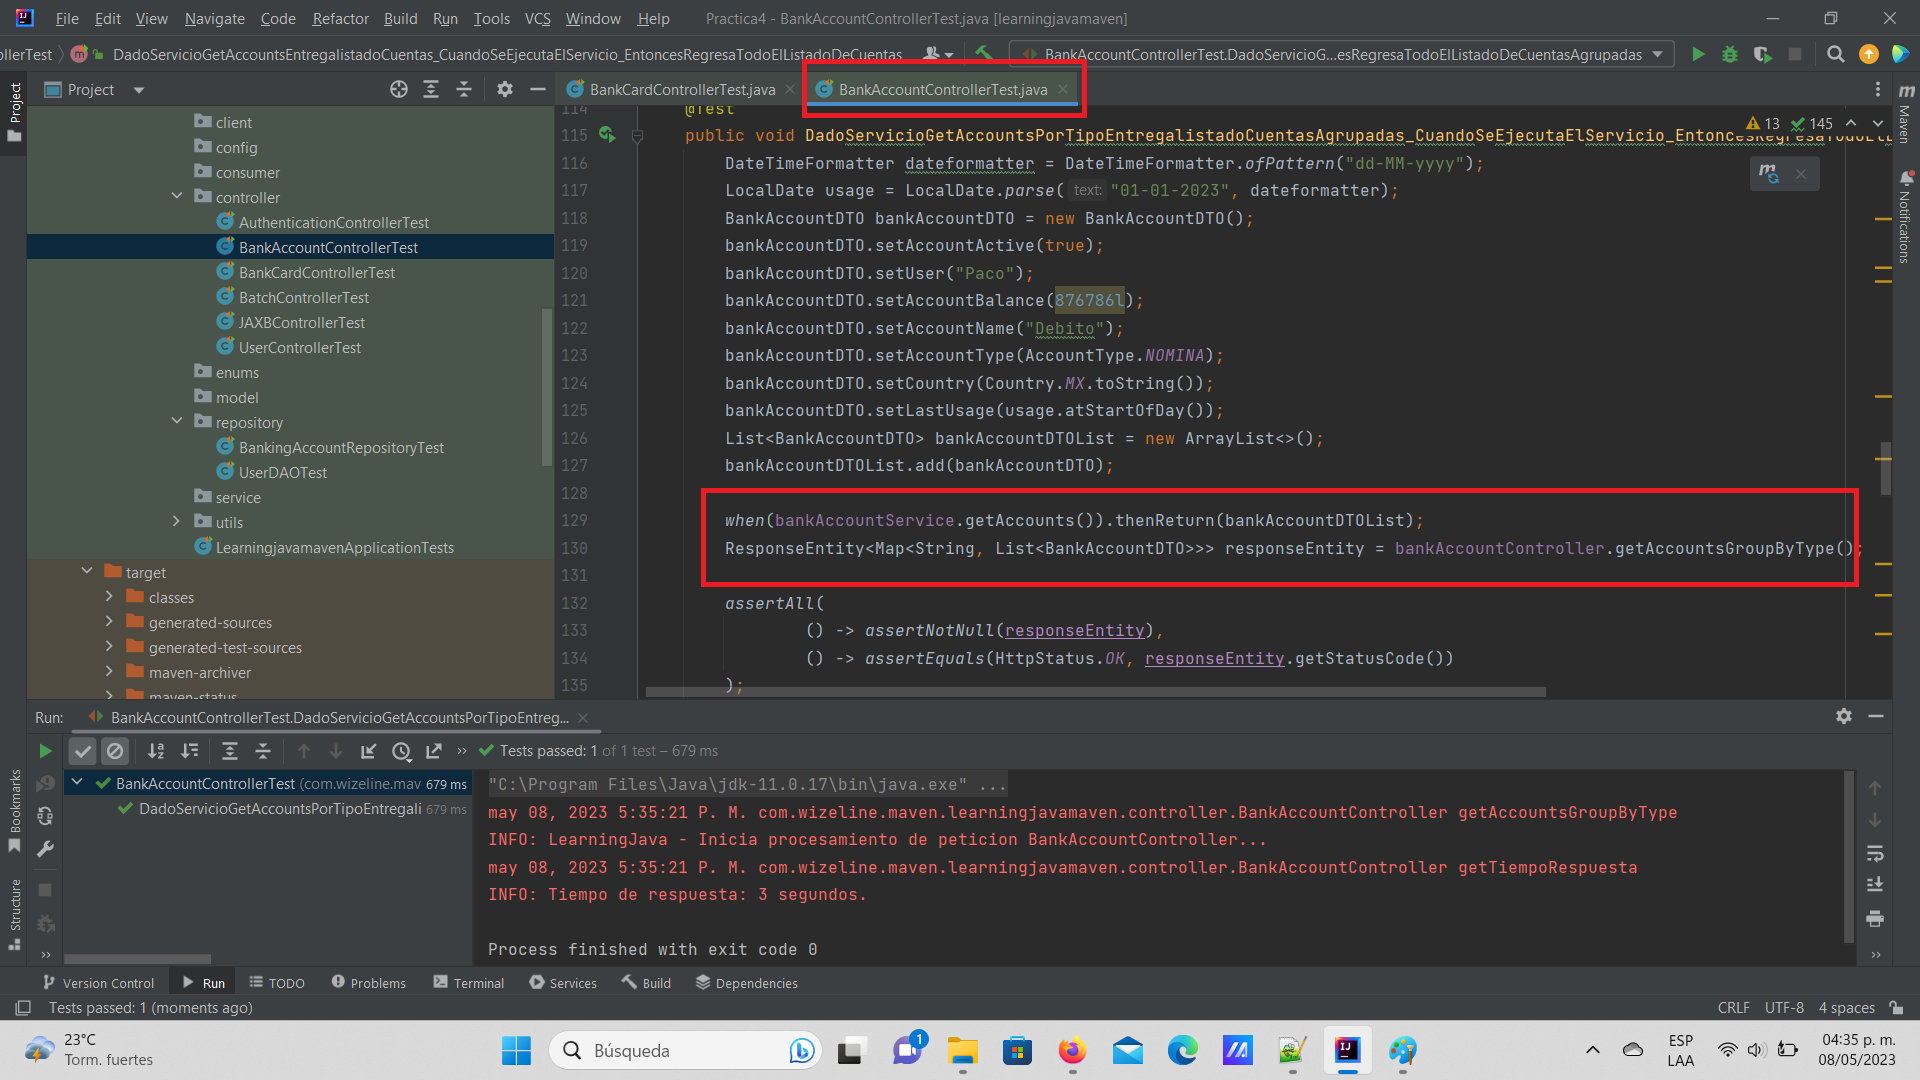 File Edit View Navigate Code Refactor Build Run Tools VCS Window Help Practica4 - BankAccountControllerTest.java [learningjavamaven]
ollerTest DadoServicioGetAccountsEntregalistadoCuentas_CuandoSeEjecutaElServicio_EntoncesRegresaTodoElListadoDeCuentas BankAccountControllerTest.DadoServicioG...esRegresaTodoElListadoDeCuentasAgrupadas
Project
BankCardControllerTest.java BankAccountControllerTest.java
Project
client
config
consumer
controller
AuthenticationControllerTest
BankAccountControllerTest
BankCardControllerTest
BatchControllerTest
JAXBControllerTest
UserControllerTest
enums
model
repository
BankingAccountRepositoryTest
UserDAOTest
service
utils
LearningjavamavenApplicationTests
target
classes
generated-sources
generated-test-sources
maven-archiver
maven-status
13 145
Maven
Notifications
114 @Test
115 public void DadoServicioGetAccountsPorTipoEntregalistadoCuentasAgrupadas_CuandoSeEjecutaElServicio_EntoncesRegresaTodoElL
116 DateTimeFormatter dateformatter = DateTimeFormatter.ofPattern("dd-MM-yyyy");
117 LocalDate usage = LocalDate.parse( text: "01-01-2023", dateformatter);
118 BankAccountDTO bankAccountDTO = new BankAccountDTO();
119 bankAccountDTO.setAccountActive(true);
120 bankAccountDTO.setUser("Paco");
121 bankAccountDTO.setAccountBalance(876786l);
122 bankAccountDTO.setAccountName("Debito");
123 bankAccountDTO.setAccountType(AccountType.NOMINA);
124 bankAccountDTO.setCountry(Country.MX.toString());
125 bankAccountDTO.setLastUsage(usage.atStartOfDay());
126 List<BankAccountDTO> bankAccountDTOList = new ArrayList<>();
127 bankAccountDTOList.add(bankAccountDTO);
128
129 when(bankAccountService.getAccounts()).thenReturn(bankAccountDTOList);
130 ResponseEntity<Map<String, List<BankAccountDTO>>> responseEntity = bankAccountController.getAccountsGroupByType();
131
132 assertAll(
133 () -> assertNotNull(responseEntity),
134 () -> assertEquals(HttpStatus.OK, responseEntity.getStatusCode())
135 );
Run: BankAccountControllerTest.DadoServicioGetAccountsPorTipoEntreg...
Tests passed: 1 of 1 test – 679 ms
BankAccountControllerTest (com.wizeline.mav 679 ms
DadoServicioGetAccountsPorTipoEntregali 679 ms
"C:\Program Files\Java\jdk-11.0.17\bin\java.exe" ...
may 08, 2023 5:35:21 P. M. com.wizeline.maven.learningjavamaven.controller.BankAccountController getAccountsGroupByType
INFO: LearningJava - Inicia procesamiento de peticion BankAccountController...
may 08, 2023 5:35:21 P. M. com.wizeline.maven.learningjavamaven.controller.BankAccountController getTiempoRespuesta
INFO: Tiempo de respuesta: 3 segundos.
Process finished with exit code 0
Bookmarks
Structure
Version Control Run TODO Problems Terminal Services Build Dependencies
Tests passed: 1 (moments ago) CRLF UTF-8 4 spaces
23°C
Torm. fuertes
Búsqueda
1
ESP
LAA
04:35 p. m.
08/05/2023